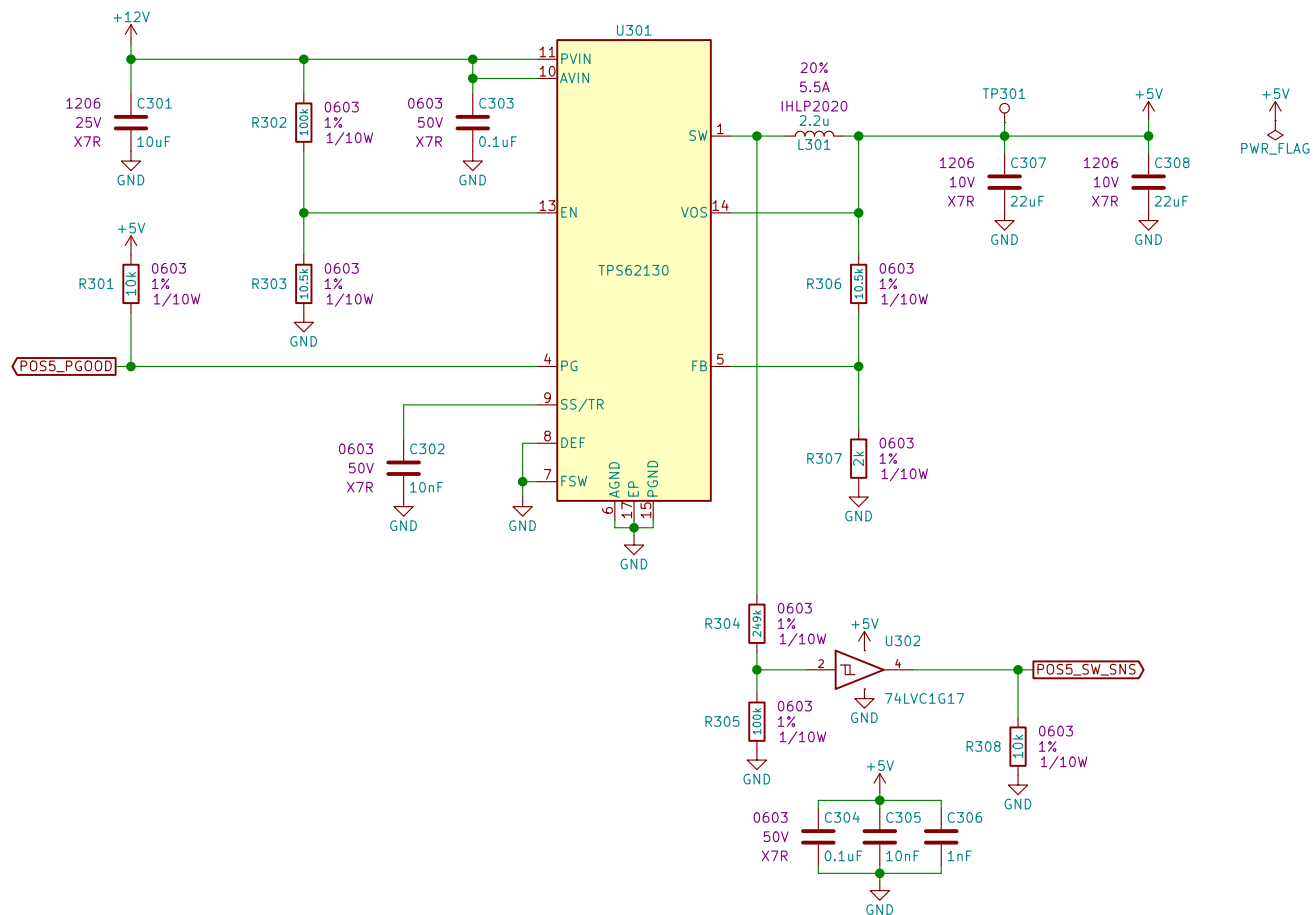 +12V
1206
25V
X7R
C301
10uF
GND
R302
100k
0603
1%
1/10W
0603
50V
X7R
C303
0.1uF
GND
+5V
R301
10k
0603
1%
1/10W
R303
10.5k
0603
1%
1/10W
GND
POS5_PGOOD
0603
50V
X7R
C302
10nF
GND
GND
U301
11
PVIN
10
AVIN
13
EN
4
PG
9
SS/TR
8
DEF
7
FSW
TPS62130
SW
1
VOS
14
FB
5
AGND
EP
PGND
6
17
15
GND
20%
5.5A
IHLP2020
2.2u
L301
TP301
1206
10V
X7R
C307
22uF
GND
+5V
1206
10V
X7R
C308
22uF
GND
+5V
PWR_FLAG
R306
10.5k
0603
1%
1/10W
R307
2k
0603
1%
1/10W
GND
R304
249k
0603
1%
1/10W
R305
100k
0603
1%
1/10W
GND
+5V
U302
2
4
74LVC1G17
GND
POS5_SW_SNS
R308
10k
0603
1%
1/10W
GND
+5V
0603
50V
X7R
C304
0.1uF
C305
10nF
C306
1nF
GND